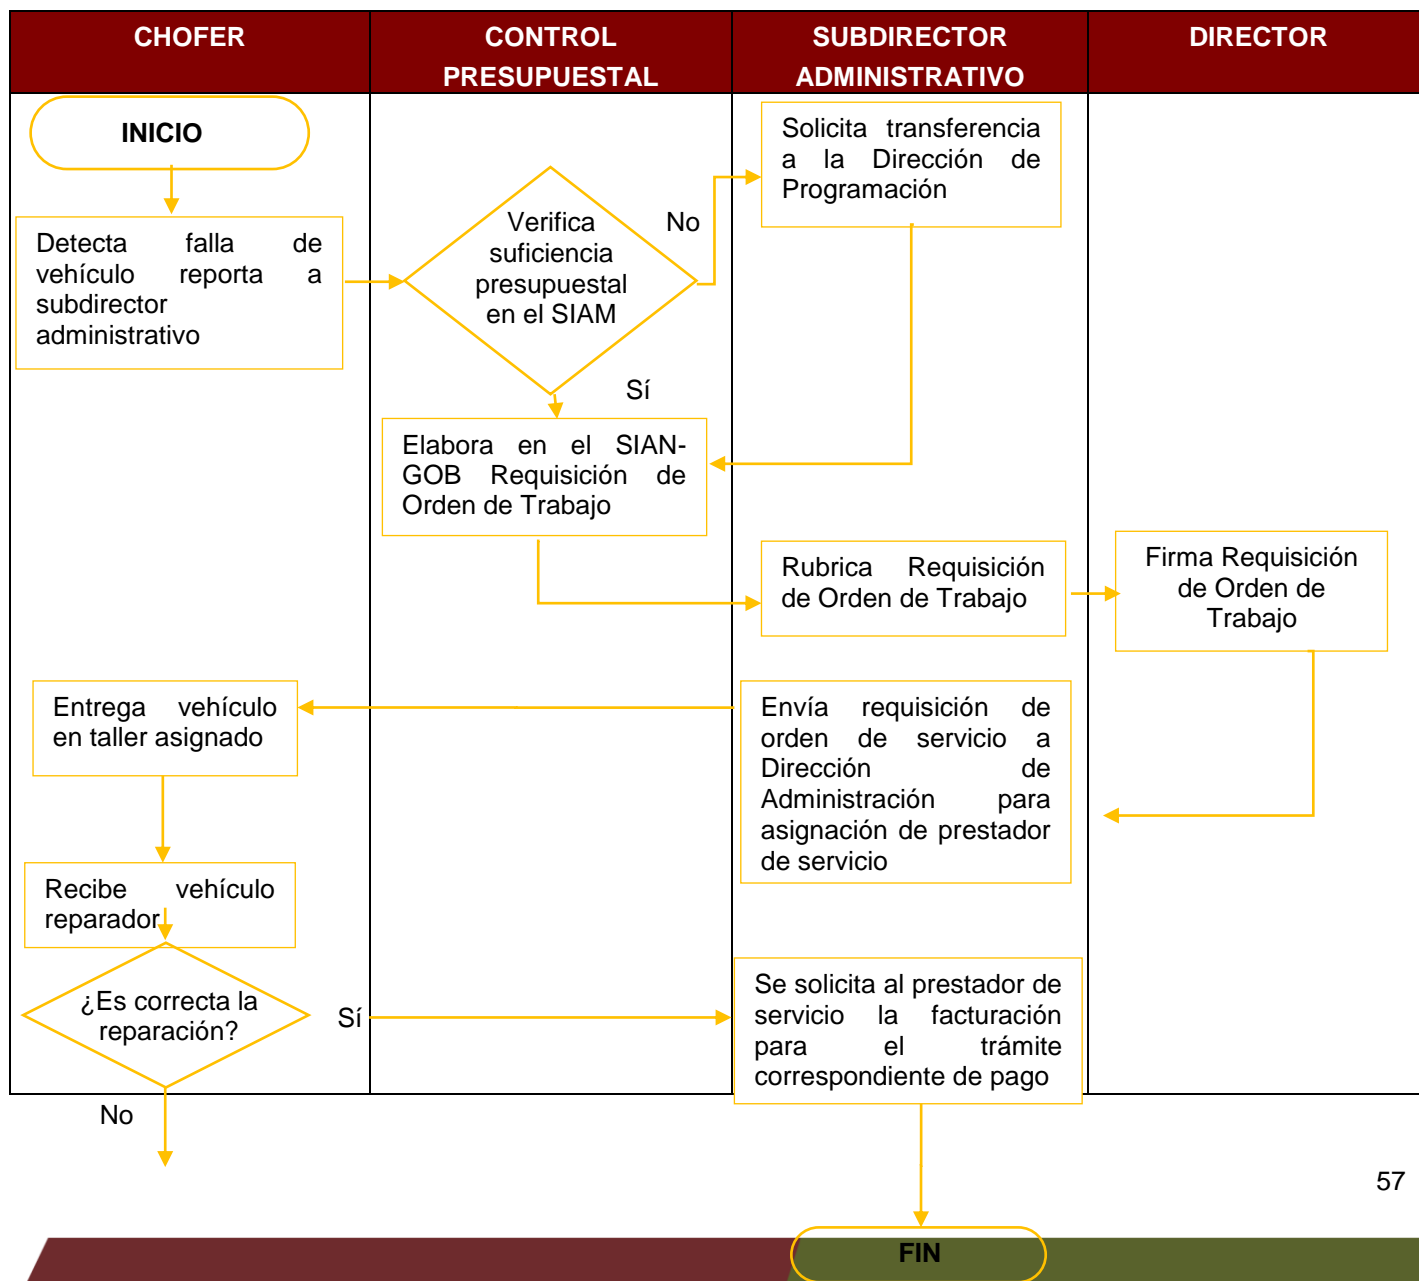 CHOFER
CONTROL
PRESUPUESTAL
SUBDIRECTOR
ADMINISTRATIVO
DIRECTOR
INICIO
Solicita transferencia
a la Dirección de
Programación
Detecta falla de
vehículo reporta a
subdirector
administrativo
Verifica
suficiencia
presupuestal
en el SIAM
No
Sí
Elabora en el SIAN-
GOB Requisición de
Orden de Trabajo
Rubrica Requisición
de Orden de Trabajo
Firma Requisición
de Orden de
Trabajo
Entrega vehículo
en taller asignado
Envía requisición de
orden de servicio a
Dirección de
Administración para
asignación de prestador
de servicio
Recibe vehículo
reparador
¿Es correcta la
reparación?
Sí
Se solicita al prestador de
servicio la facturación
para el trámite
correspondiente de pago
No
57
FIN